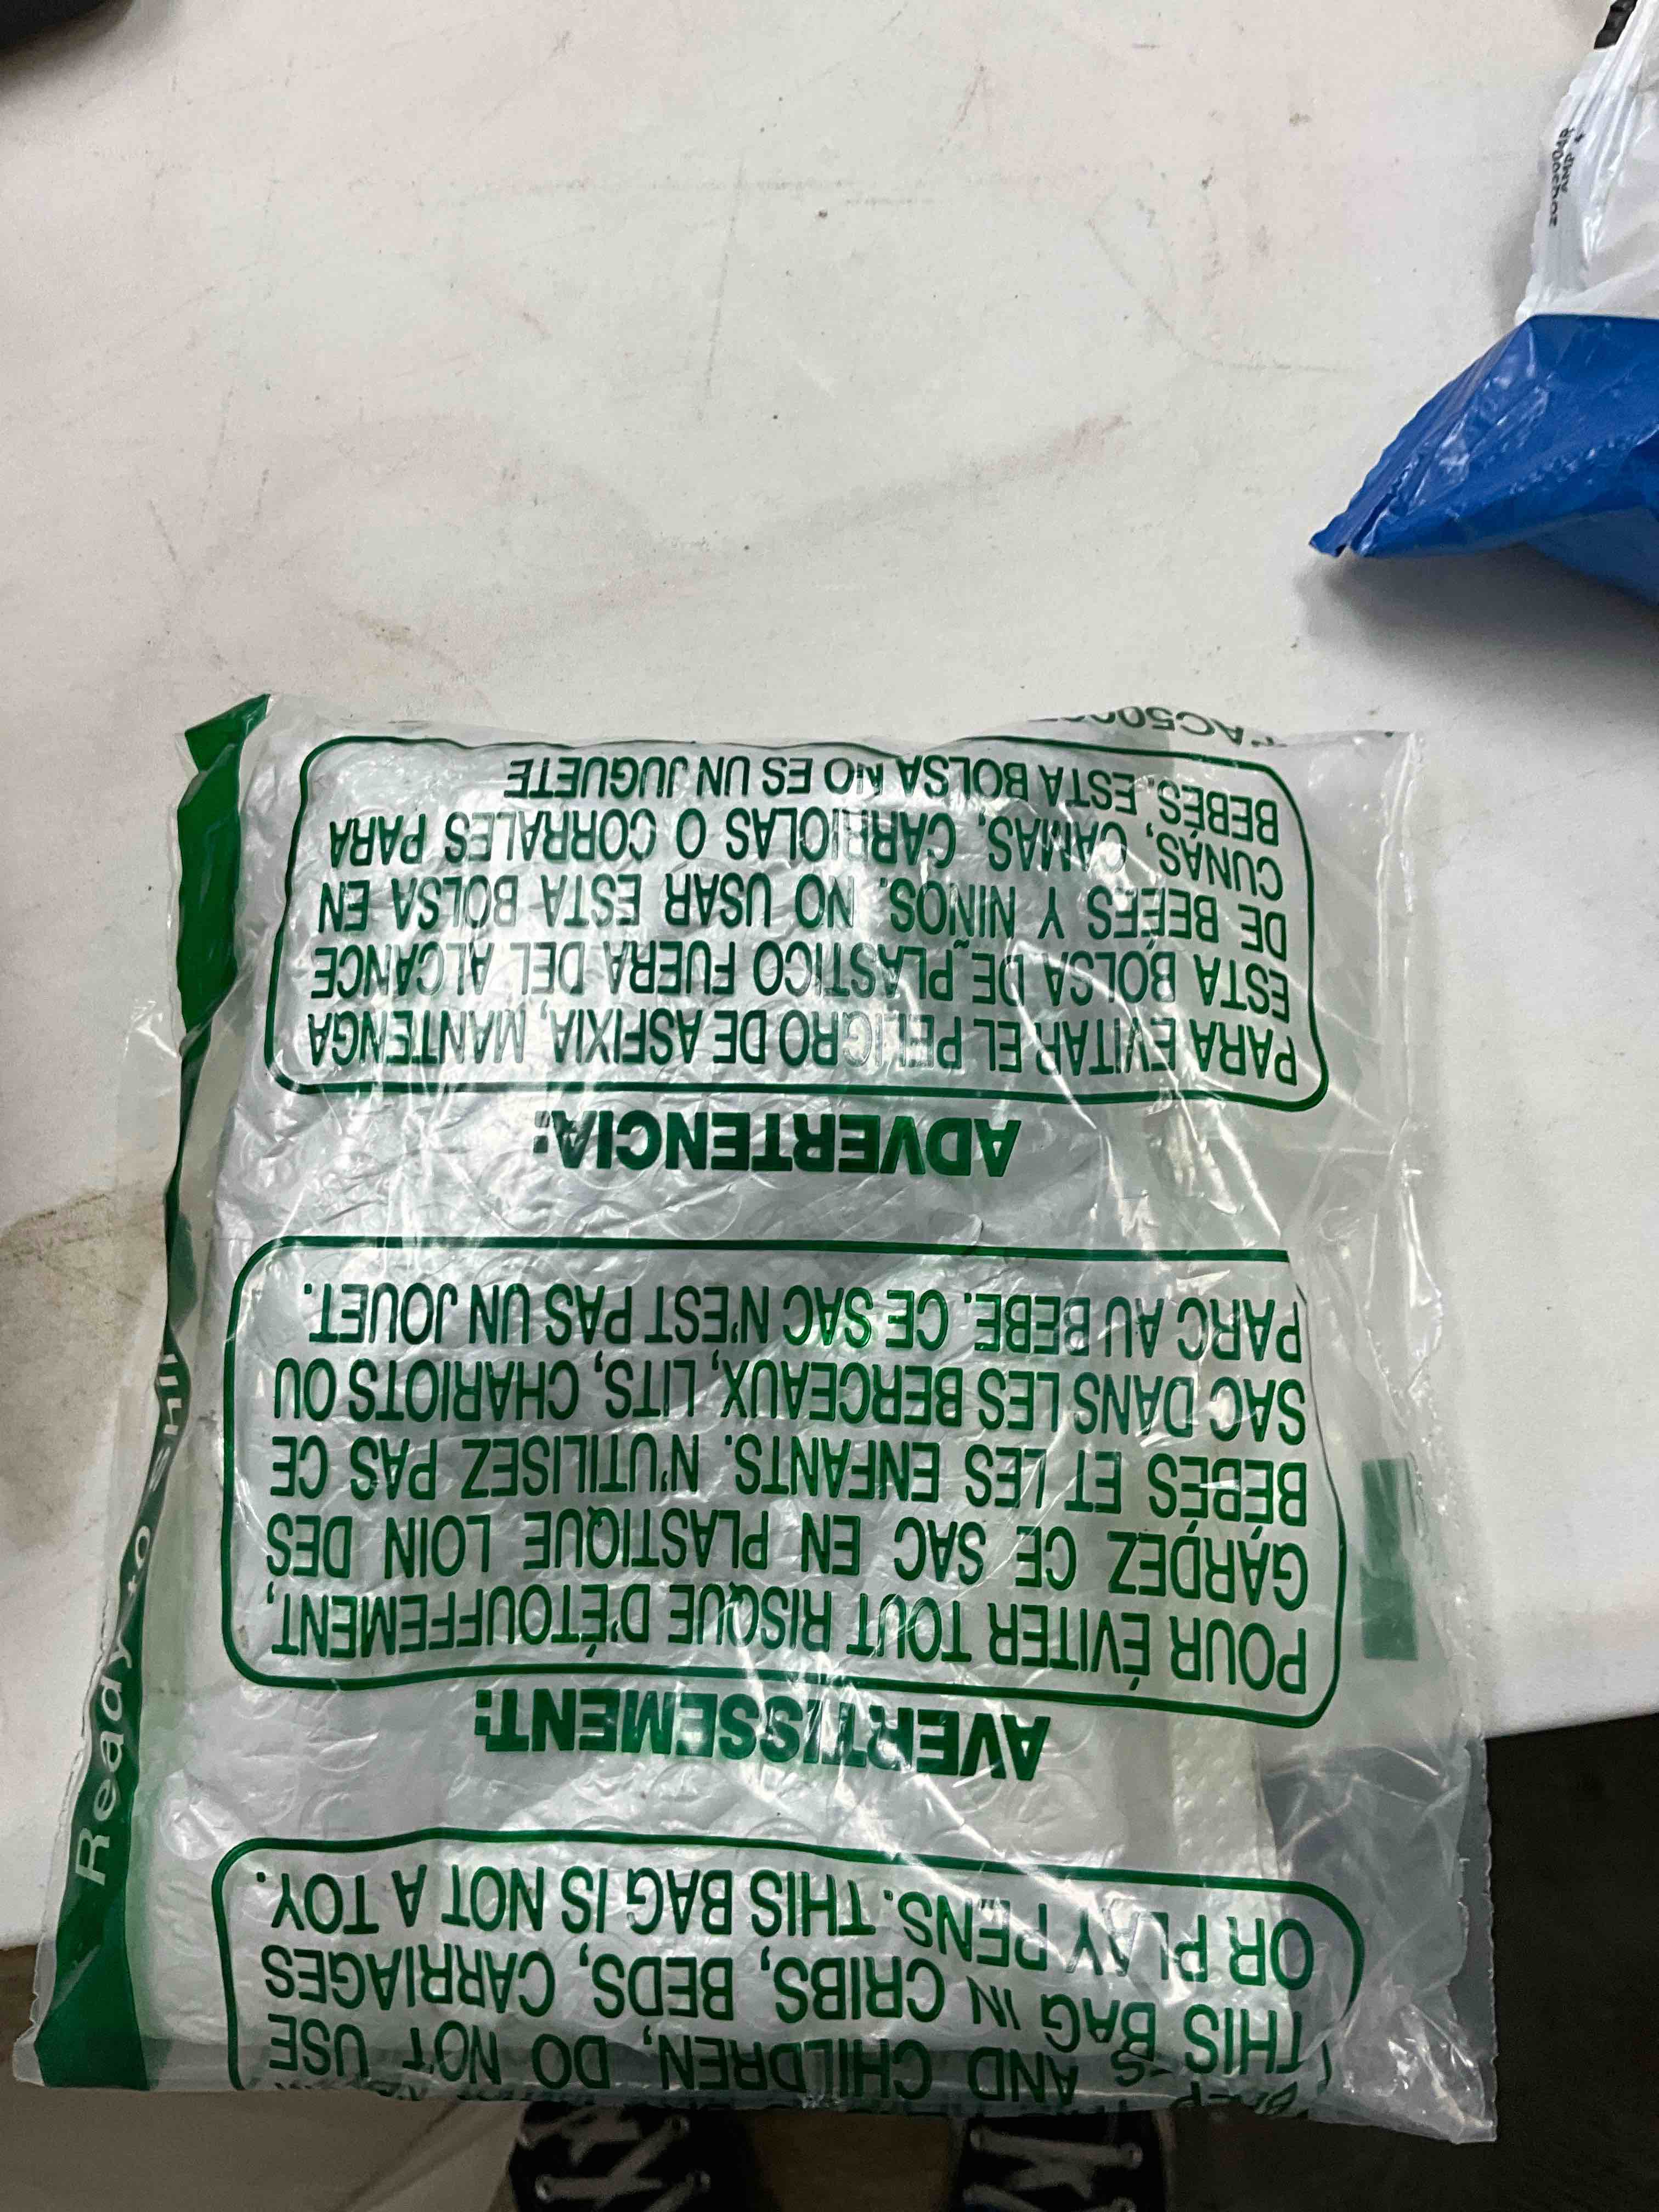 AND CHILDREN, DO NOT USE
THIS BAG IN CRIBS, BEDS, CARRIAGES
OR PLAY PENS. THIS BAG IS NOT A TOY.
AVERTISSEMENT:
POUR ÉVITER TOUT RISQUE D'ÉTOUFFEMENT,
GARDEZ CE SAC EN PLASTIQUE LOIN DES
BÉBÉS ET LES ENFANTS. N'UTILISEZ PAS CE
SAC DANS LES BERCEAUX, LITS, CHARIOTS OU
PARC AU BEBE. CE SAC N'EST PAS UN JOUET.
ADVERTENCIA:
PARA EVITAR EL PELIGRO DE ASFIXIA, MANTENGA
ESTA BOLSA DE PLASTICO FUERA DEL ALCANCE
DE BEBÉS Y NIÑOS. NO USAR ESTA BOLSA EN
CUNAS, CAMAS, CARRIOLAS O CORRALES PARA
BEBÉS. ESTA BOLSA NO ES UN JUGUETE
Ready to